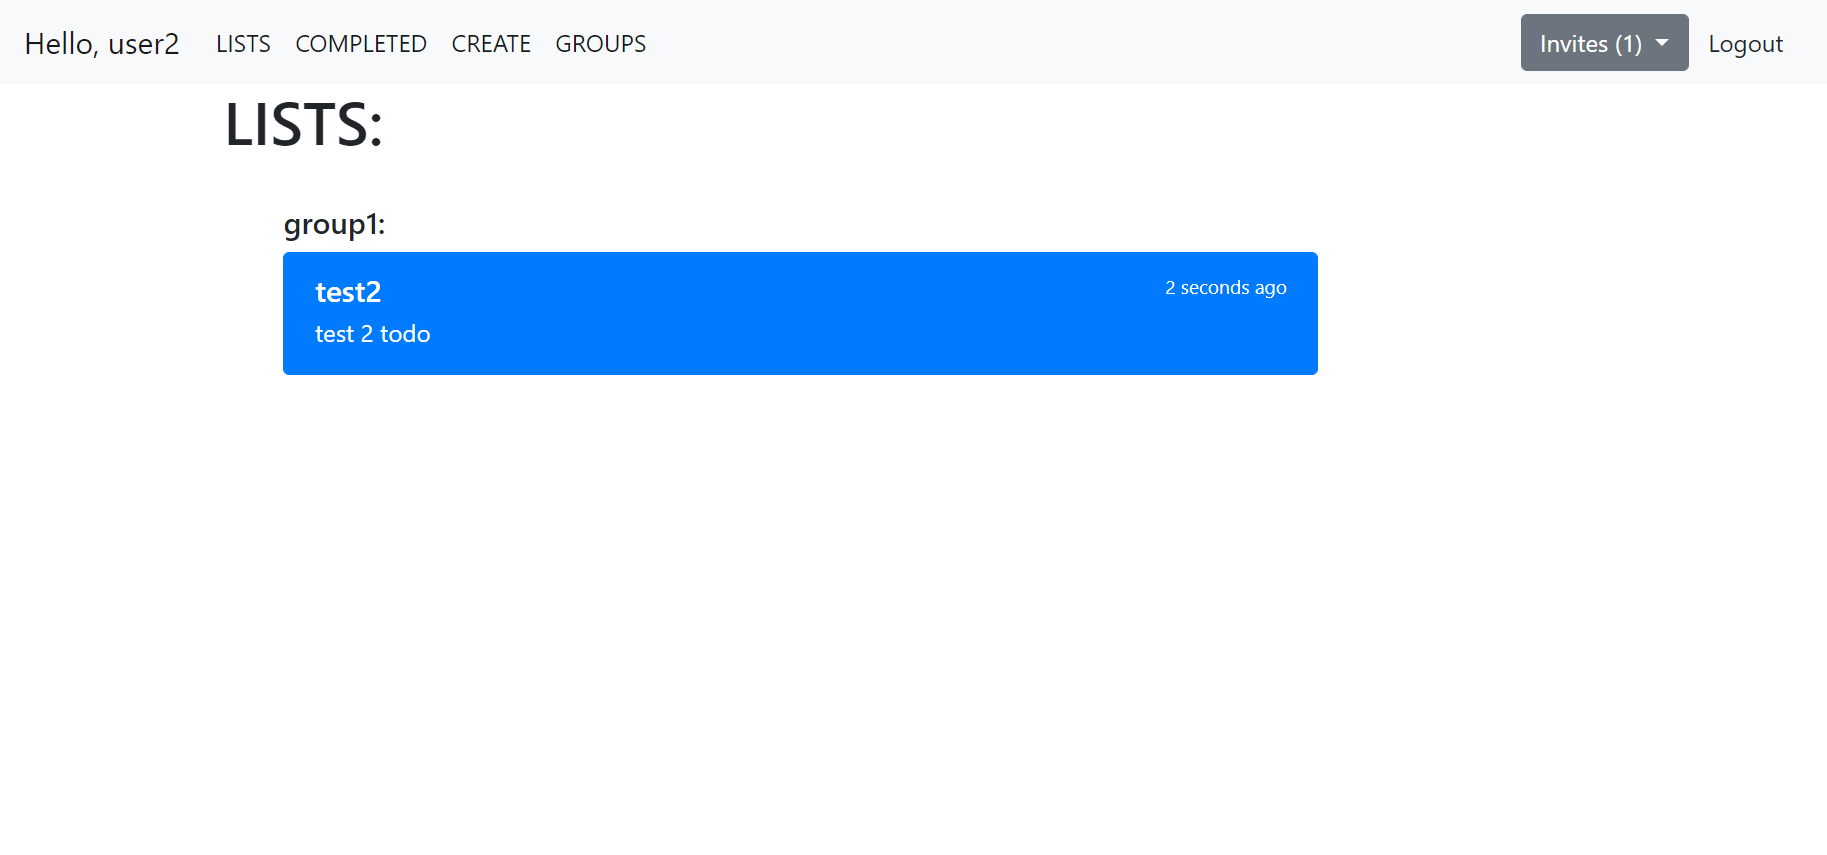 Hello, user2 LISTS COMPLETED CREATE GROUPS Invites (1) Logout
LISTS:
group1:
test2 2 seconds ago
test 2 todo